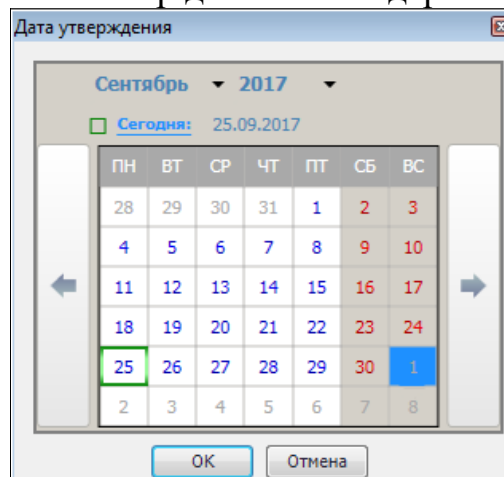 Дата утверждения
Сентябрь 2017
Сегодня: 25.09.2017
ПН ВТ СР ЧТ ПТ СБ ВС
28 29 30 31 1 2 3
4 5 6 7 8 9 10
11 12 13 14 15 16 17
18 19 20 21 22 23 24
25 26 27 28 29 30 1
2 3 4 5 6 7 8
OK Отмена